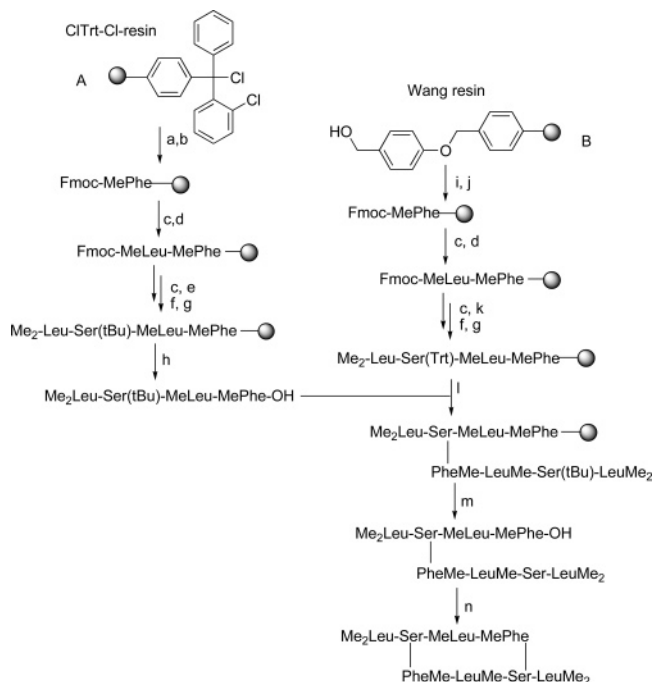 ClTrt-Cl-resin
A
Cl
Cl
a,b
Fmoc-MePhe
c,d
Fmoc-MeLeu-MePhe
c, e
f, g
Me2-Leu-Ser(tBu)-MeLeu-MePhe
h
Me2Leu-Ser(tBu)-MeLeu-MePhe-OH
Wang resin
HO
O
B
i, j
Fmoc-MePhe
c, d
Fmoc-MeLeu-MePhe
c, k
f, g
Me2-Leu-Ser(Trt)-MeLeu-MePhe
l
Me2Leu-Ser-MeLeu-MePhe
PheMe-LeuMe-Ser(tBu)-LeuMe2
m
Me2Leu-Ser-MeLeu-MePhe-OH
PheMe-LeuMe-Ser-LeuMe2
n
Me2Leu-Ser-MeLeu-MePhe
PheMe-LeuMe-Ser-LeuMe2